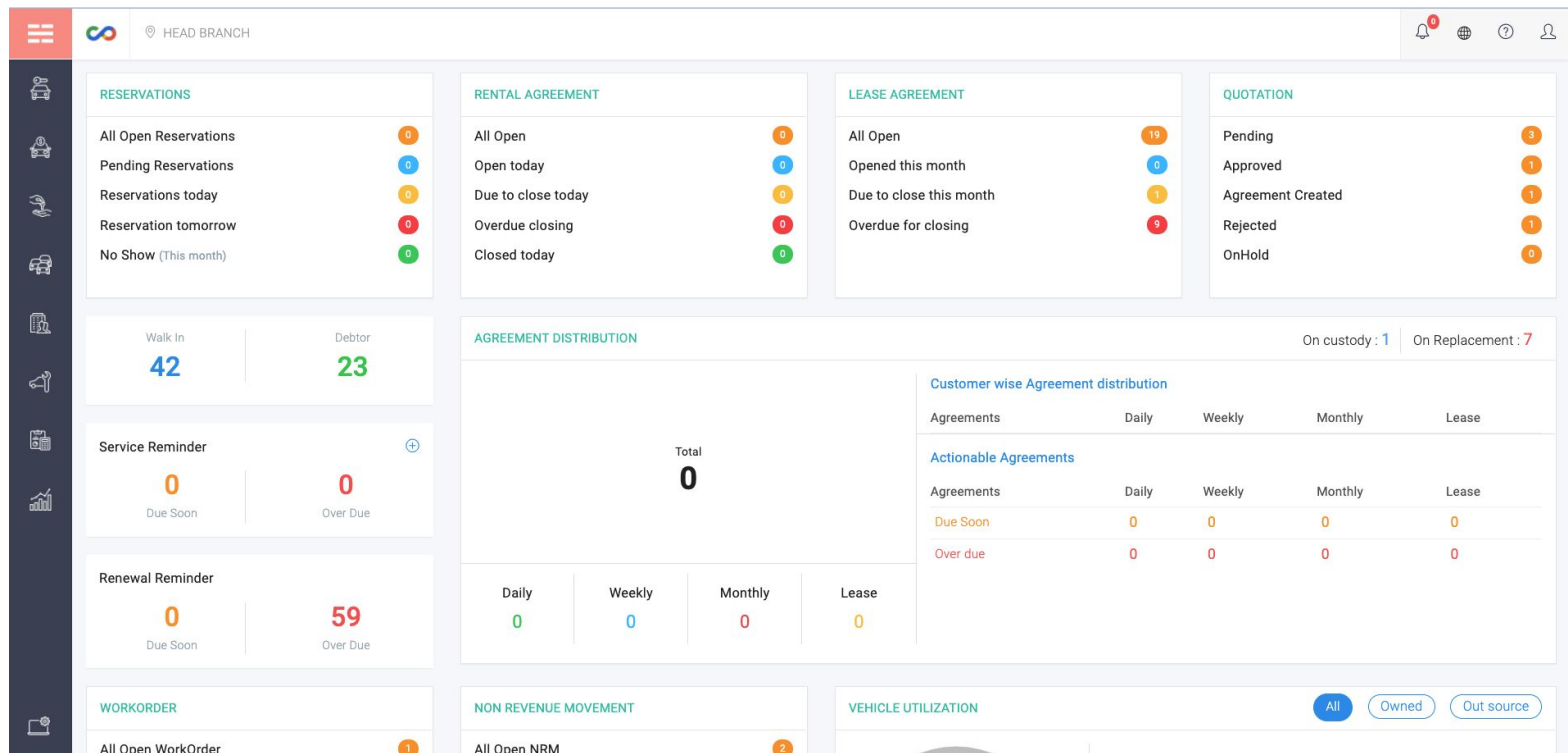 HEAD BRANCH
0
RESERVATIONS
All Open Reservations 0
Pending Reservations 0
Reservations today 0
Reservation tomorrow 0
No Show (This month) 0
RENTAL AGREEMENT
All Open 0
Open today 0
Due to close today 0
Overdue closing 0
Closed today 0
LEASE AGREEMENT
All Open 19
Opened this month 0
Due to close this month 1
Overdue for closing 9
QUOTATION
Pending 3
Approved 1
Agreement Created 1
Rejected 1
OnHold 0
Walk In Debtor
42 23
Service Reminder
0 0
Due Soon Over Due
Renewal Reminder
0 59
Due Soon Over Due
AGREEMENT DISTRIBUTION On custody : 1 On Replacement : 7
Total
0
Daily Weekly Monthly Lease
0 0 0 0
Customer wise Agreement distribution
Agreements Daily Weekly Monthly Lease
Actionable Agreements
Agreements Daily Weekly Monthly Lease
Due Soon 0 0 0 0
Over due 0 0 0 0
WORKORDER
All Open WorkOrder 1
NON REVENUE MOVEMENT
All Open NRM 2
VEHICLE UTILIZATION All Owned Out source